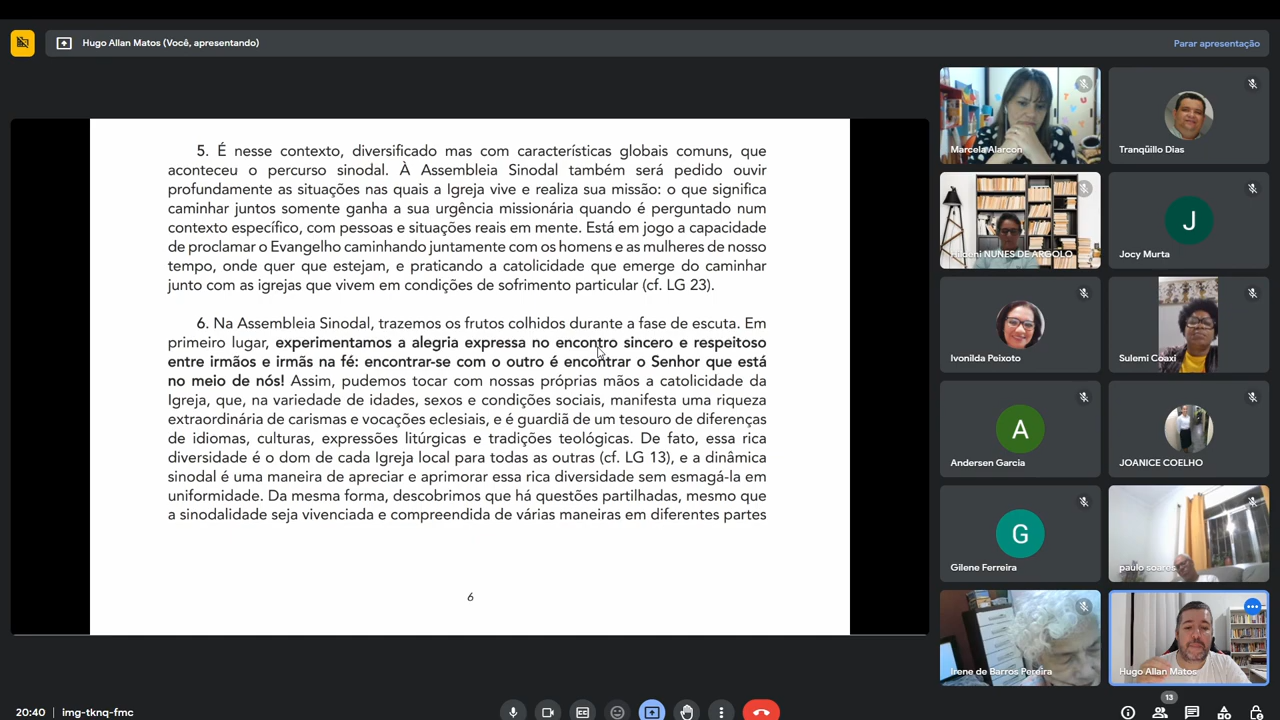 Hugo Allan Matos (Você, apresentando)
Parar apresentação
5. É nesse contexto, diversificado mas com características globais comuns, que
aconteceu o percurso sinodal. À Assembleia Sinodal também será pedido ouvir
profundamente as situações nas quais a Igreja vive e realiza sua missão: o que significa
caminhar juntos somente ganha a sua urgência missionária quando é perguntado num
contexto específico, com pessoas e situações reais em mente. Está em jogo a capacidade
de proclamar o Evangelho caminhando juntamente com os homens e as mulheres de nosso
tempo, onde quer que estejam, e praticando a catolicidade que emerge do caminhar
junto com as igrejas que vivem em condições de sofrimento particular (cf. LG 23).
6. Na Assembleia Sinodal, trazemos os frutos colhidos durante a fase de escuta. Em
primeiro lugar, experimentamos a alegria expressa no encontro sincero e respeitoso
entre irmãos e irmãs na fé: encontrar-se com o outro é encontrar o Senhor que está
no meio de nós! Assim, pudemos tocar com nossas próprias mãos a catolicidade da
Igreja, que, na variedade de idades, sexos e condições sociais, manifesta uma riqueza
extraordinária de carismas e vocações eclesiais, e é guardiã de um tesouro de diferenças
de idiomas, culturas, expressões litúrgicas e tradições teológicas. De fato, essa rica
diversidade é o dom de cada Igreja local para todas as outras (cf. LG 13), e a dinâmica
sinodal é uma maneira de apreciar e aprimorar essa rica diversidade sem esmagá-la em
uniformidade. Da mesma forma, descobrimos que há questões partilhadas, mesmo que
a sinodalidade seja vivenciada e compreendida de várias maneiras em diferentes partes
6
Marcela Alarcon
Tranqüillo Dias
Hildeni NUNES DE ARGOLO
J
Jocy Murta
Ivonilda Peixoto
Sulemi Coaxi
A
Andersen Garcia
JOANICE COELHO
G
Gilene Ferreira
paulo soares
Irene de Barros Pereira
Hugo Allan Matos
20:40 | img-tknq-fmc
13